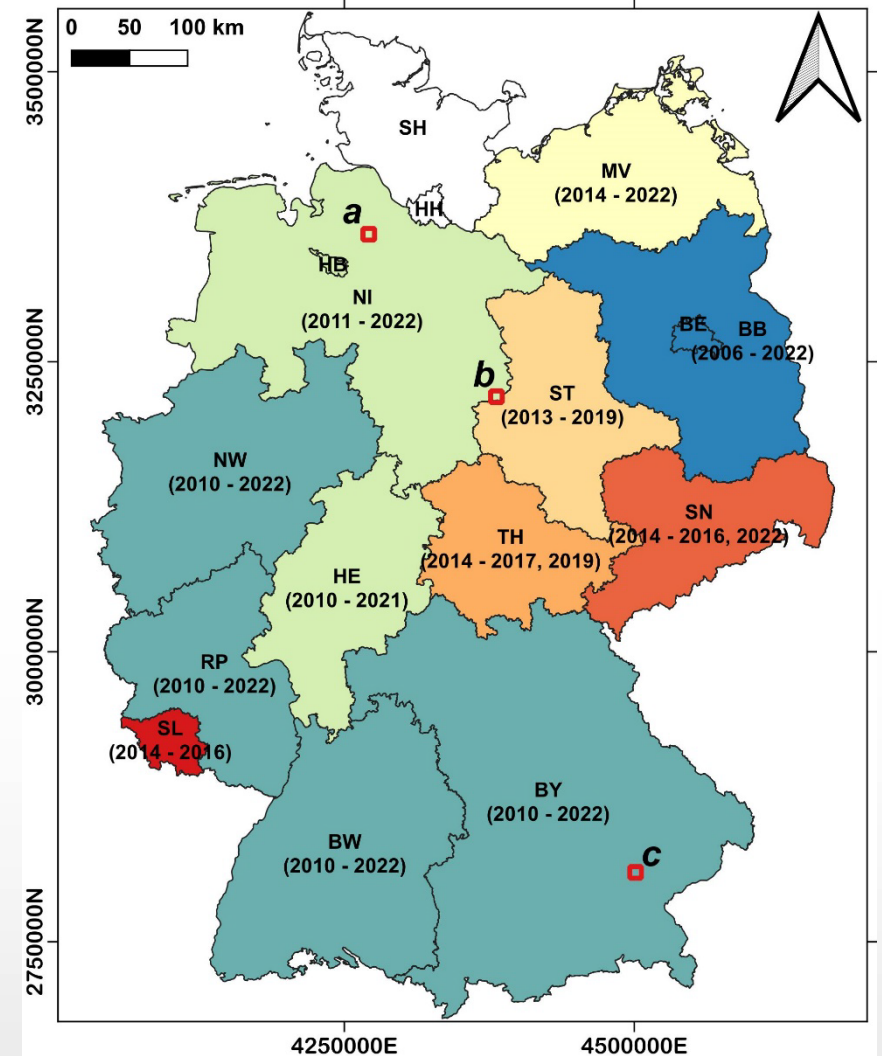 0 50 100 km
3500000N
SH
MV
(2014 - 2022)
HH
a
HB
NI
(2011 - 2022)
BE
BB
(2006 - 2022)
3250000N
b
ST
(2013 - 2019)
NW
(2010 - 2022)
SN
(2014 - 2016, 2022)
TH
(2014 - 2017, 2019)
HE
(2010 - 2021)
3000000N
RP
(2010 - 2022)
SL
(2014 - 2016)
BY
(2010 - 2022)
BW
(2010 - 2022)
c
2750000N
4250000E
4500000E